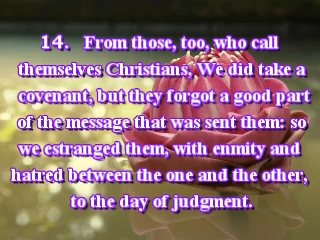 14. From those, too, who call
themselves Christians, We did take a
covenant, but they forgot a good part
of the message that was sent them: so
we estranged them, with enmity and
hatred between the one and the other,
to the day of judgment.